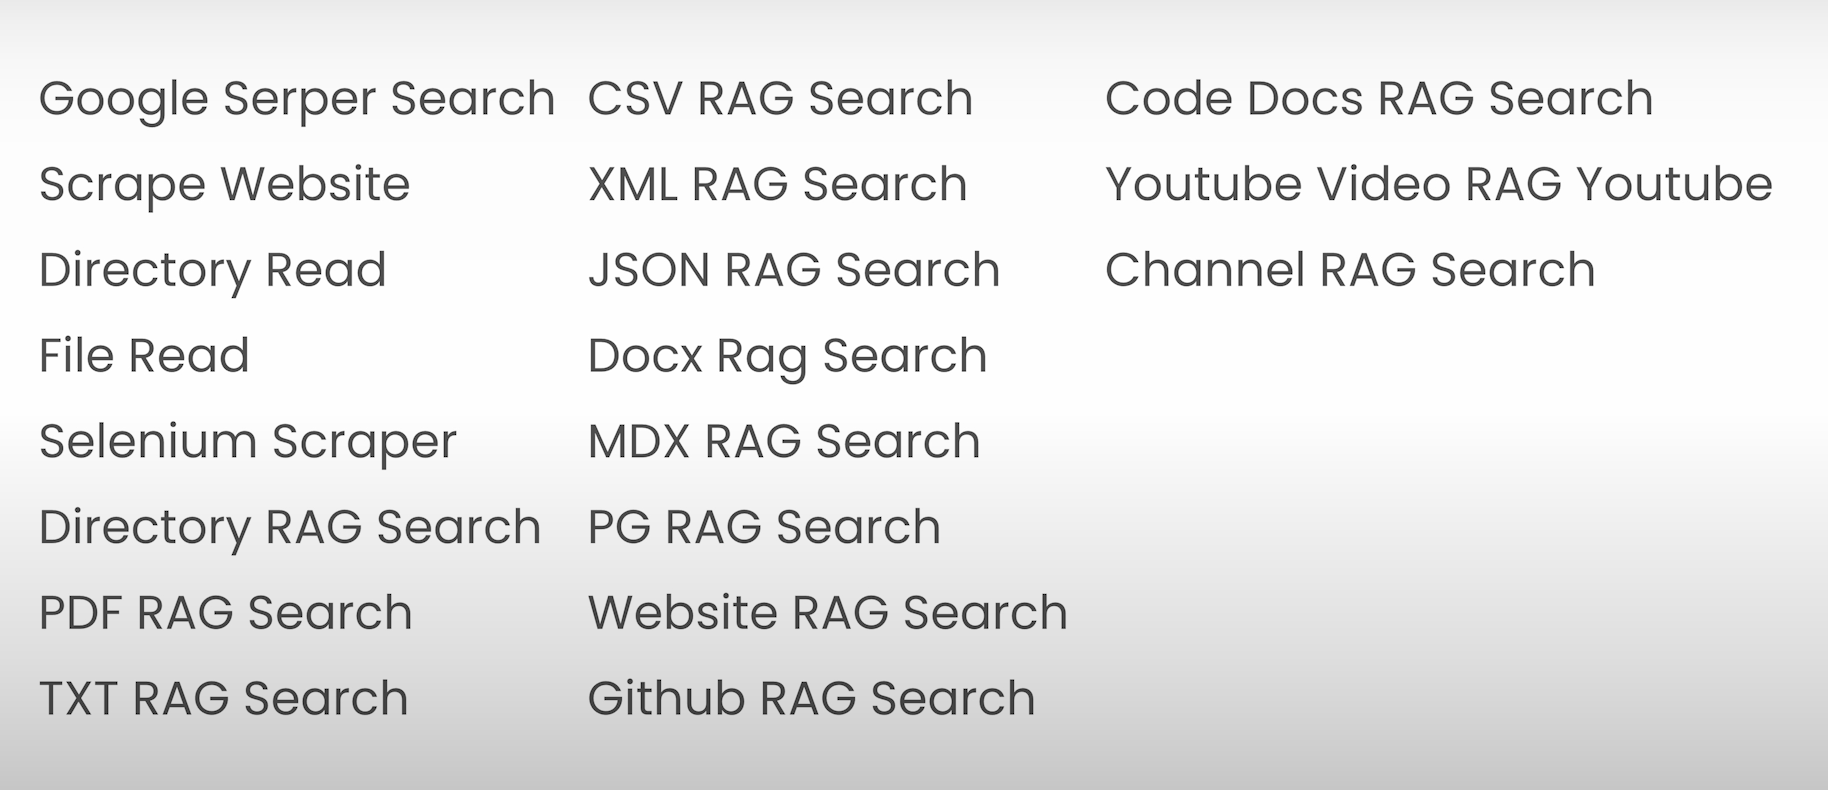 Google Serper Search
Scrape Website
Directory Read
File Read
Selenium Scraper
Directory RAG Search
PDF RAG Search
TXT RAG Search
CSV RAG Search
XML RAG Search
JSON RAG Search
Docx Rag Search
MDX RAG Search
PG RAG Search
Website RAG Search
Github RAG Search
Code Docs RAG Search
Youtube Video RAG Youtube
Channel RAG Search